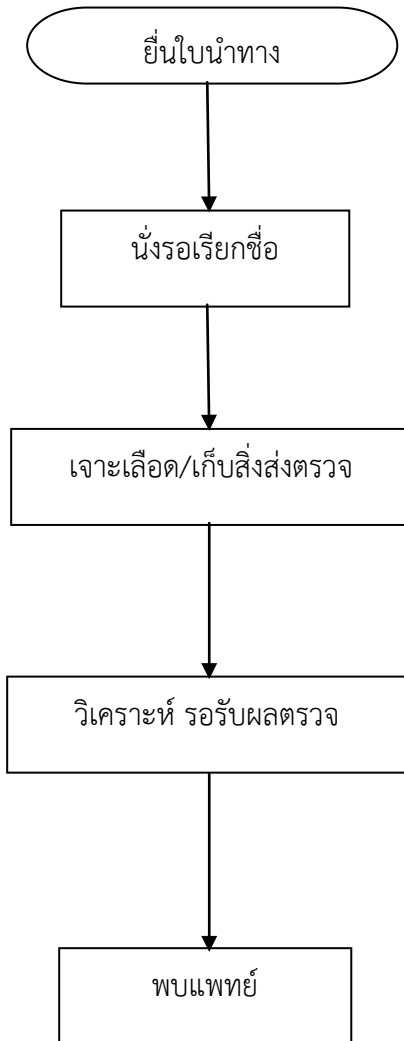 ยื่นใบนำทาง
นั่งรอเรียกชื่อ
เจาะเลือด/เก็บสิ่งส่งตรวจ
วิเคราะห์ รอรับผลตรวจ
พบแพทย์